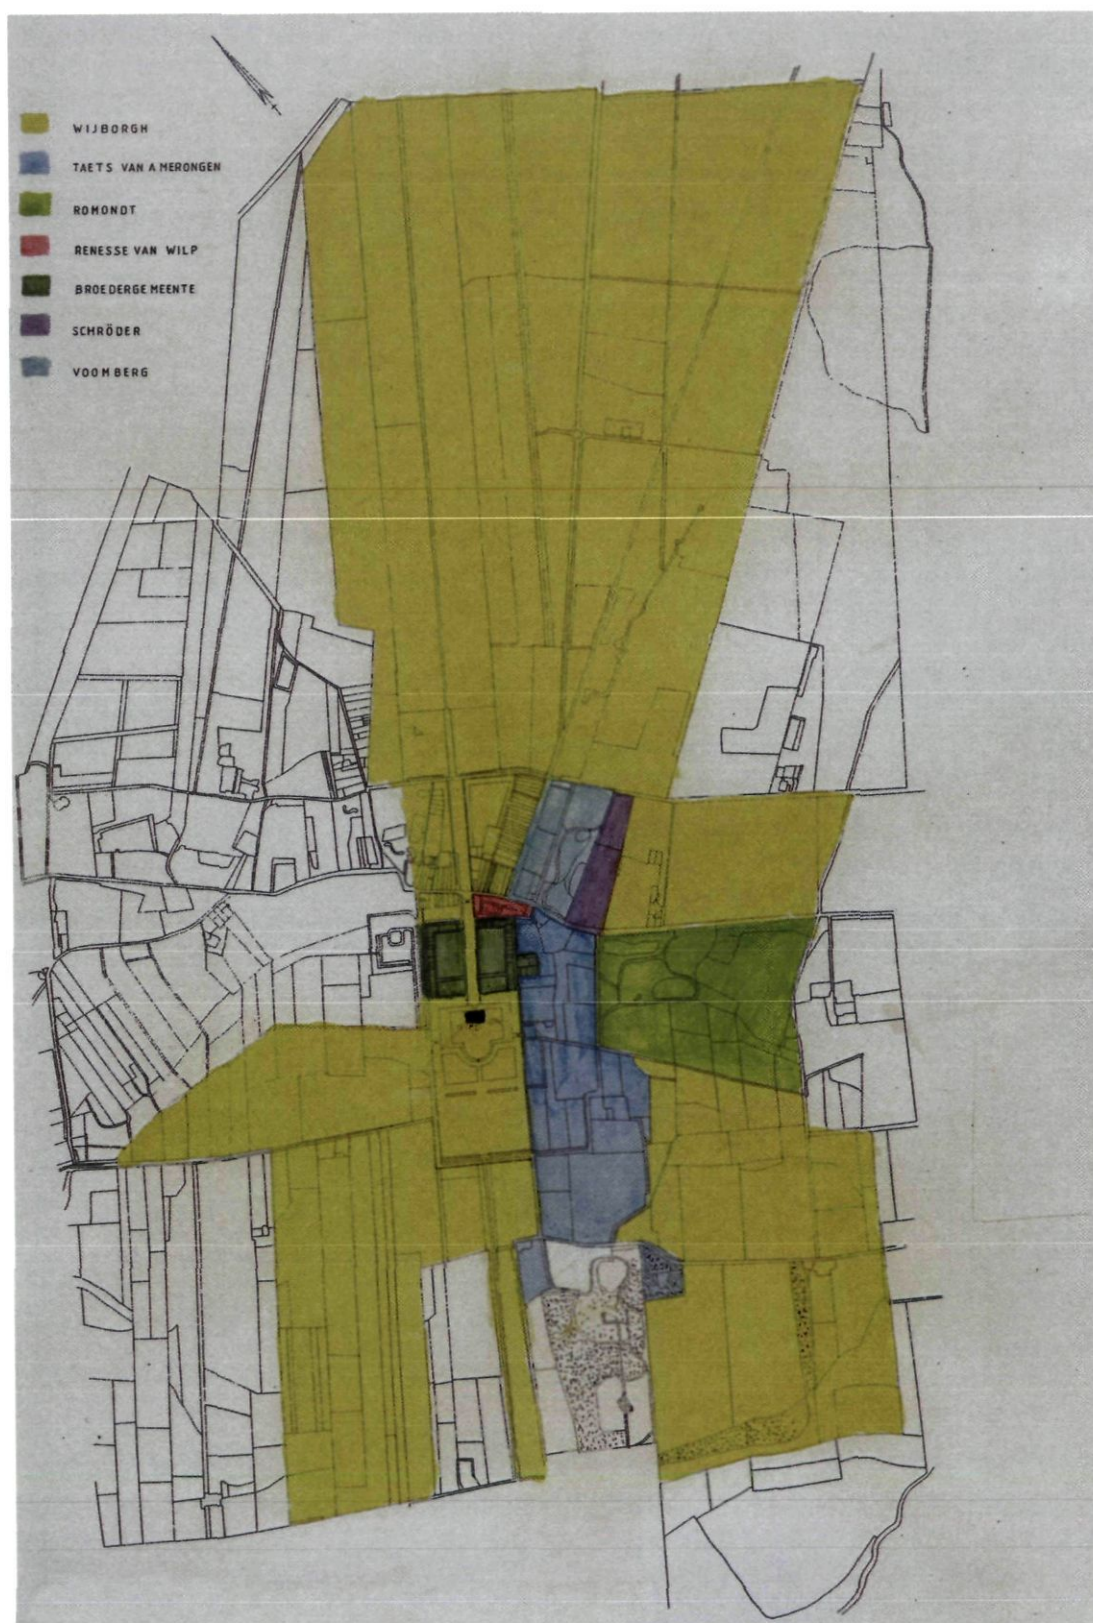 WIJBORGH
TAETS VAN AMERONGEN
ROMONDT
RENESSE VAN WILP
BROEDERGEMEENTE
SCHRÖDER
VOOMBERG